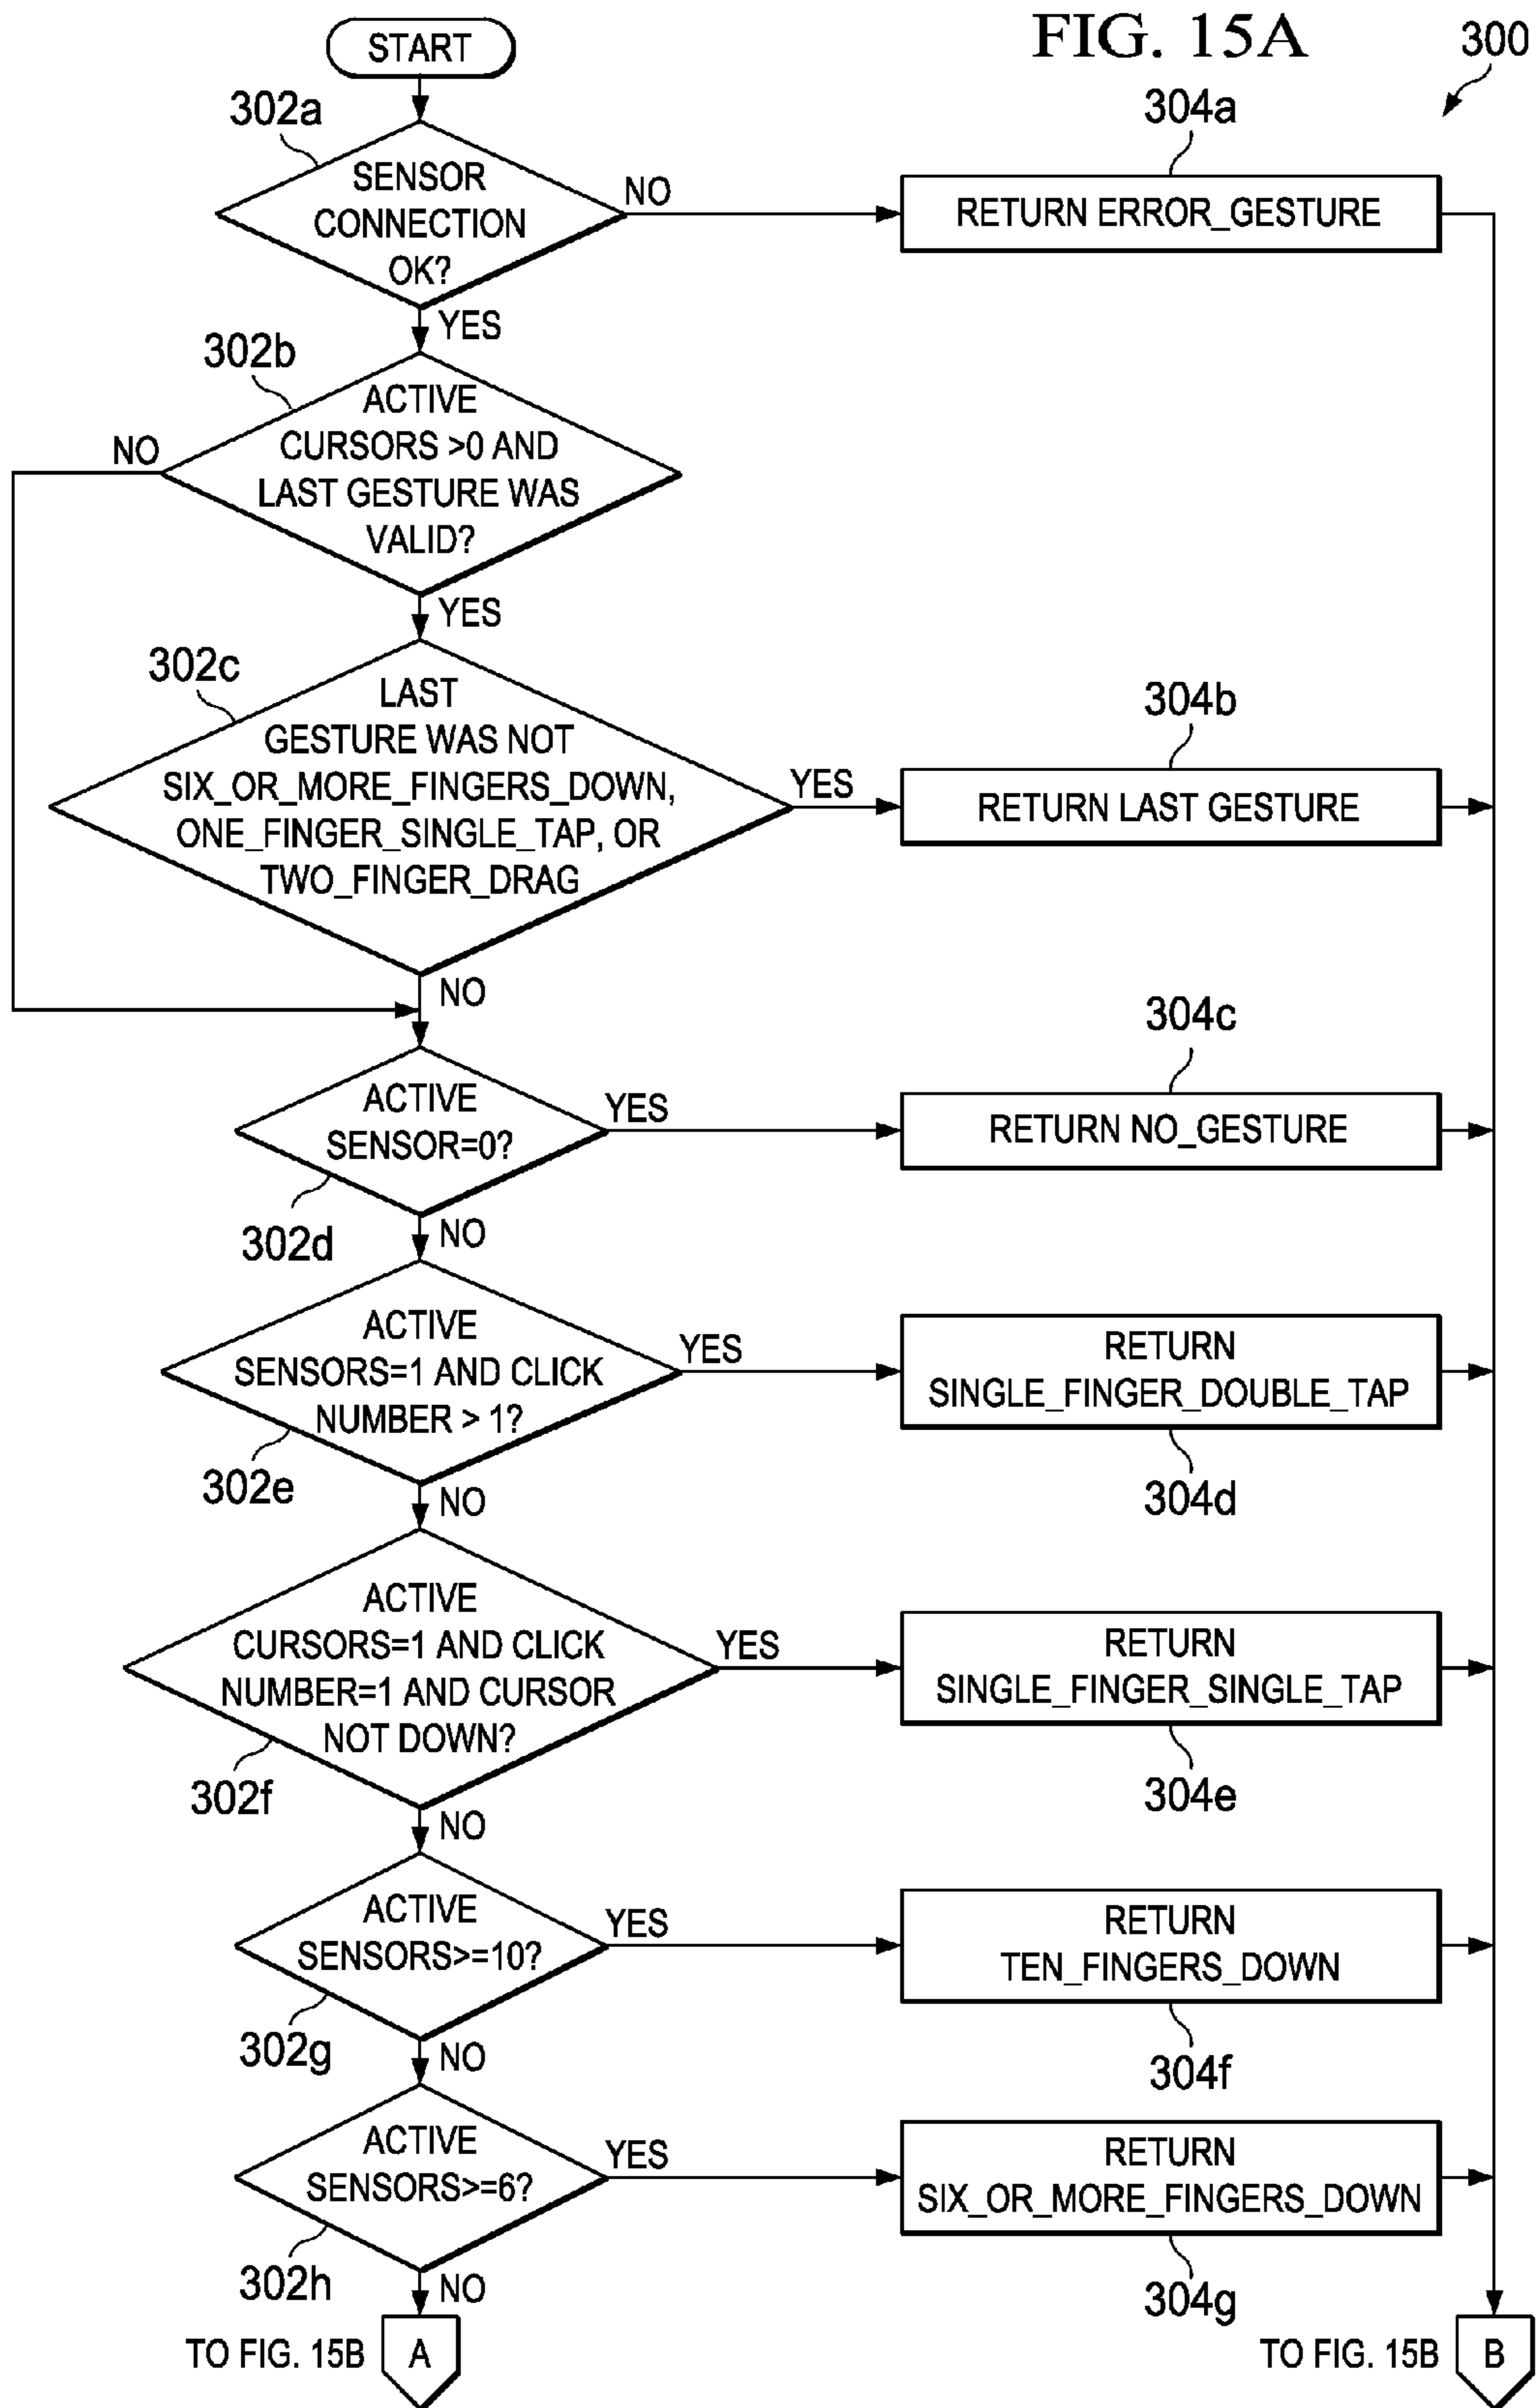 FIG. 15A
300
START
302a
SENSOR
CONNECTION
OK?
NO
304a
RETURN ERROR_GESTURE
YES
302b
ACTIVE
CURSORS >0 AND
LAST GESTURE WAS
VALID?
NO
YES
302c
LAST
GESTURE WAS NOT
SIX_OR_MORE_FINGERS_DOWN,
ONE_FINGER_SINGLE_TAP, OR
TWO_FINGER_DRAG
YES
304b
RETURN LAST GESTURE
NO
304c
ACTIVE
SENSOR=0?
YES
RETURN NO_GESTURE
302d
NO
ACTIVE
SENSORS=1 AND CLICK
NUMBER > 1?
YES
RETURN
SINGLE_FINGER_DOUBLE_TAP
302e
304d
NO
ACTIVE
CURSORS=1 AND CLICK
NUMBER=1 AND CURSOR
NOT DOWN?
YES
RETURN
SINGLE_FINGER_SINGLE_TAP
302f
304e
NO
ACTIVE
SENSORS>=10?
YES
RETURN
TEN_FINGERS_DOWN
302g
304f
NO
ACTIVE
SENSORS>=6?
YES
RETURN
SIX_OR_MORE_FINGERS_DOWN
302h
304g
NO
TO FIG. 15B
A
TO FIG. 15B
B